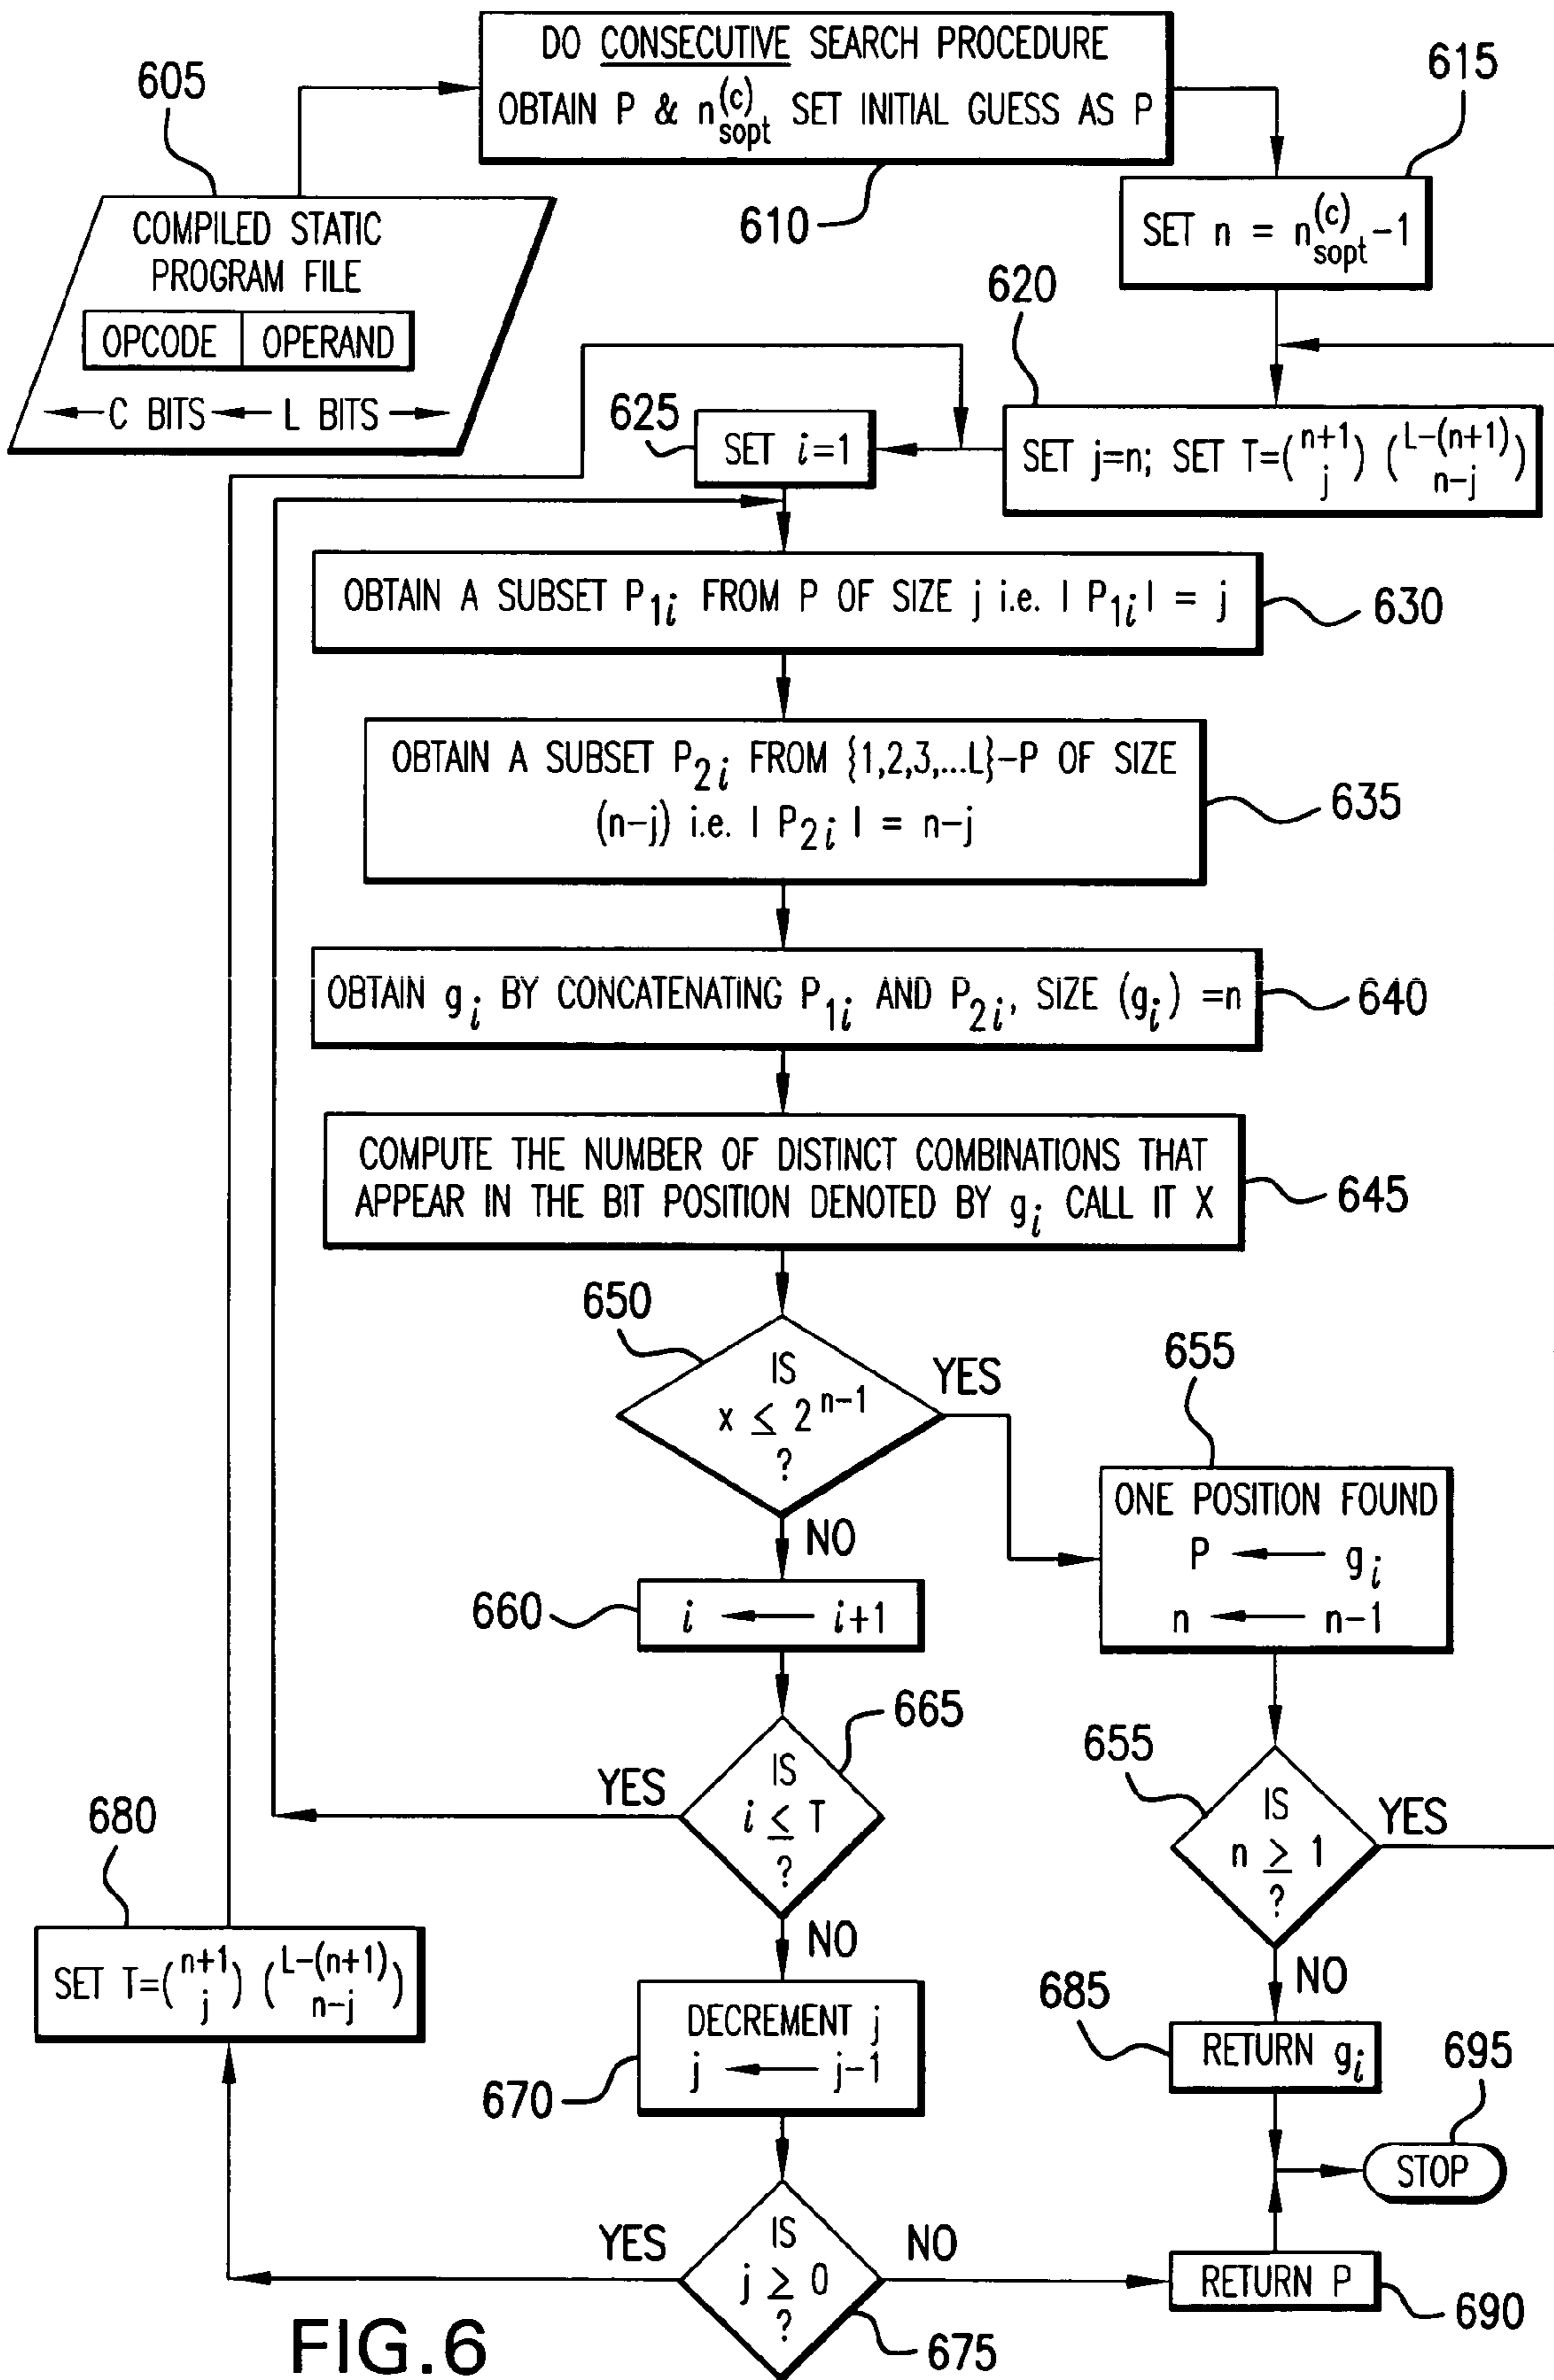 DO CONSECUTIVE SEARCH PROCEDURE
OBTAIN P & n_sopt^(c) SET INITIAL GUESS AS P
610
605
COMPILED STATIC
PROGRAM FILE
OPCODE OPERAND
C BITS L BITS
615
SET n = n_sopt^(c) -1
620
SET j=n; SET T=(n+1 j) (L-(n+1) n-j)
625
SET i=1
OBTAIN A SUBSET P1i FROM P OF SIZE j i.e. | P1i | = j
630
OBTAIN A SUBSET P2i FROM {1,2,3,...L}-P OF SIZE
(n-j) i.e. | P2i | = n-j
635
OBTAIN gi BY CONCATENATING P1i AND P2i, SIZE (gi) =n
640
COMPUTE THE NUMBER OF DISTINCT COMBINATIONS THAT
APPEAR IN THE BIT POSITION DENOTED BY gi CALL IT X
645
650
IS
x ≤ 2^n-1
?
YES
NO
655
ONE POSITION FOUND
P ← gi
n ← n-1
660
i ← i+1
665
IS
i ≤ T
?
YES
NO
655
IS
n ≥ 1
?
YES
NO
680
SET T=(n+1 j) (L-(n+1) n-j)
670
DECREMENT j
j ← j-1
685
RETURN gi
695
STOP
IS
j ≥ 0
?
YES
NO
675
RETURN P
690
FIG.6